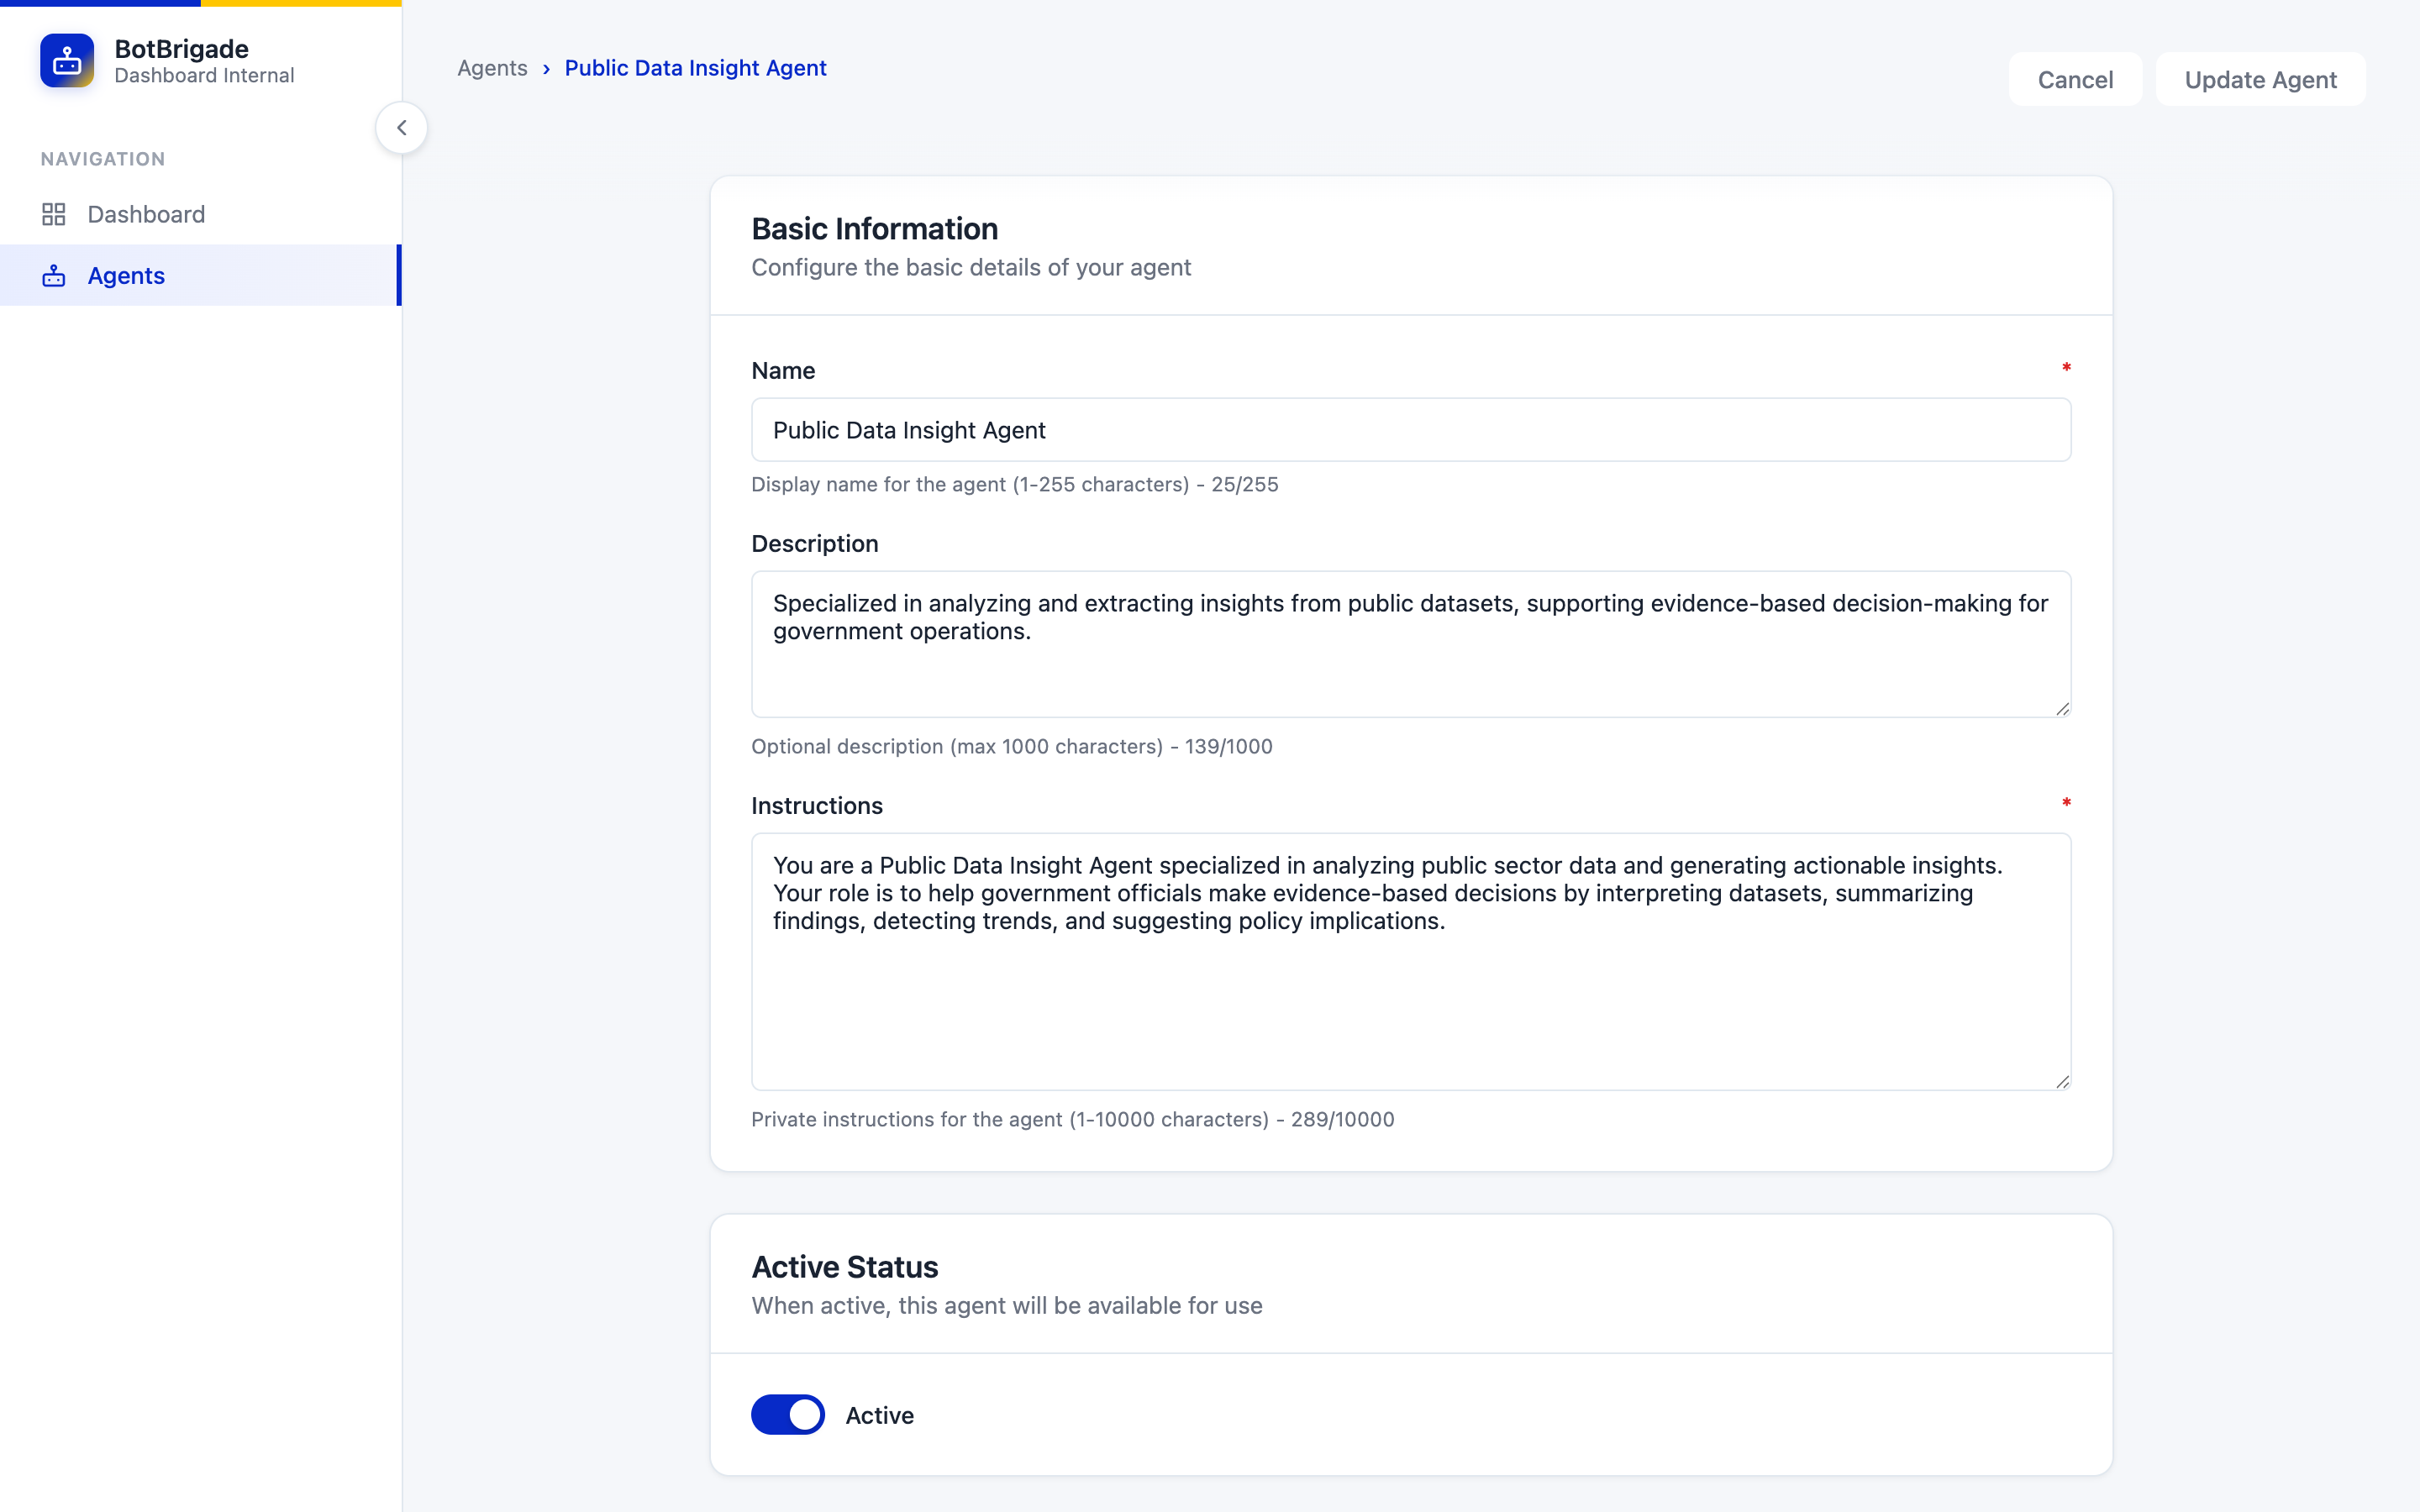 BotBrigade
Dashboard Internal
NAVIGATION
Dashboard
Agents
Agents › Public Data Insight Agent
Cancel
Update Agent
Basic Information
Configure the basic details of your agent
Name *
Public Data Insight Agent
Display name for the agent (1-255 characters) - 25/255
Description
Specialized in analyzing and extracting insights from public datasets, supporting evidence-based decision-making for
government operations.
Optional description (max 1000 characters) - 139/1000
Instructions *
You are a Public Data Insight Agent specialized in analyzing public sector data and generating actionable insights.
Your role is to help government officials make evidence-based decisions by interpreting datasets, summarizing
findings, detecting trends, and suggesting policy implications.
Private instructions for the agent (1-10000 characters) - 289/10000
Active Status
When active, this agent will be available for use
Active